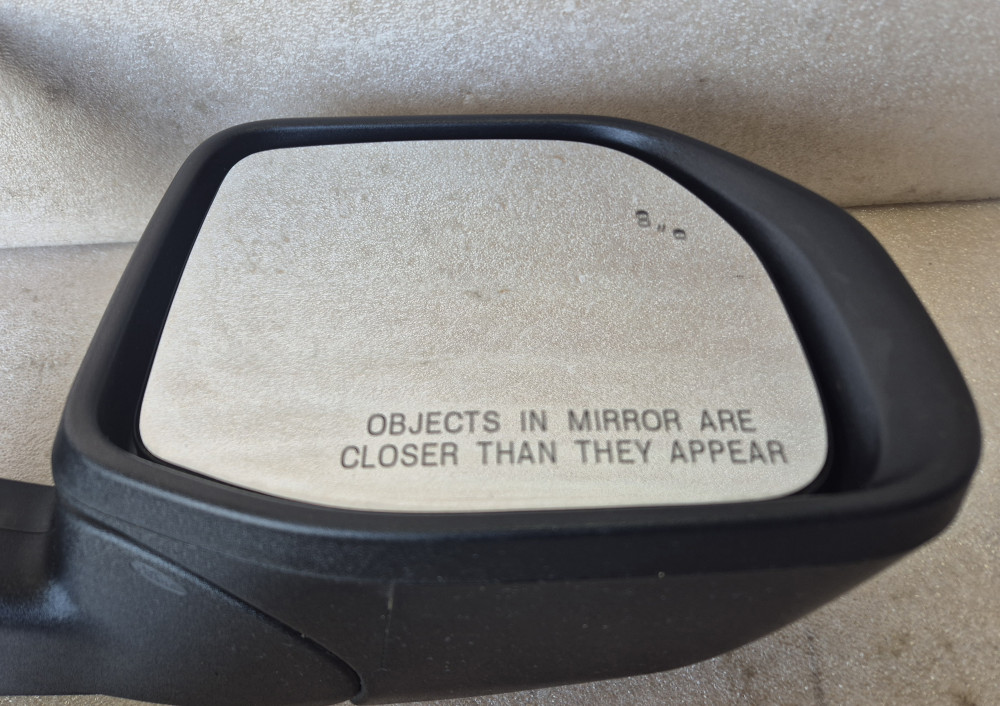 OBJECTS IN MIRROR ARE
CLOSER THAN THEY APPEAR